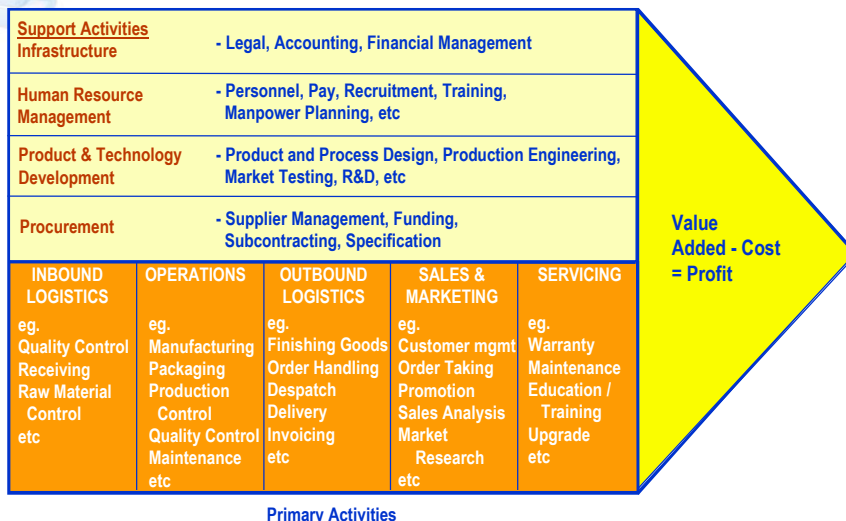 Support Activities
Infrastructure - Legal, Accounting, Financial Management
Human Resource - Personnel, Pay, Recruitment, Training,
Management Manpower Planning, etc
Product & Technology - Product and Process Design, Production Engineering,
Development Market Testing, R&D, etc
Procurement - Supplier Management, Funding,
Subcontracting, Specification
Value
Added - Cost
= Profit
INBOUND
LOGISTICS
eg.
Quality Control
Receiving
Raw Material
Control
etc
OPERATIONS
eg.
Manufacturing
Packaging
Production
Control
Quality Control
Maintenance
etc
OUTBOUND
LOGISTICS
eg.
Finishing Goods
Order Handling
Despatch
Delivery
Invoicing
etc
SALES &
MARKETING
eg.
Customer mgmt
Order Taking
Promotion
Sales Analysis
Market
Research
etc
SERVICING
eg.
Warranty
Maintenance
Education /
Training
Upgrade
etc
Primary Activities